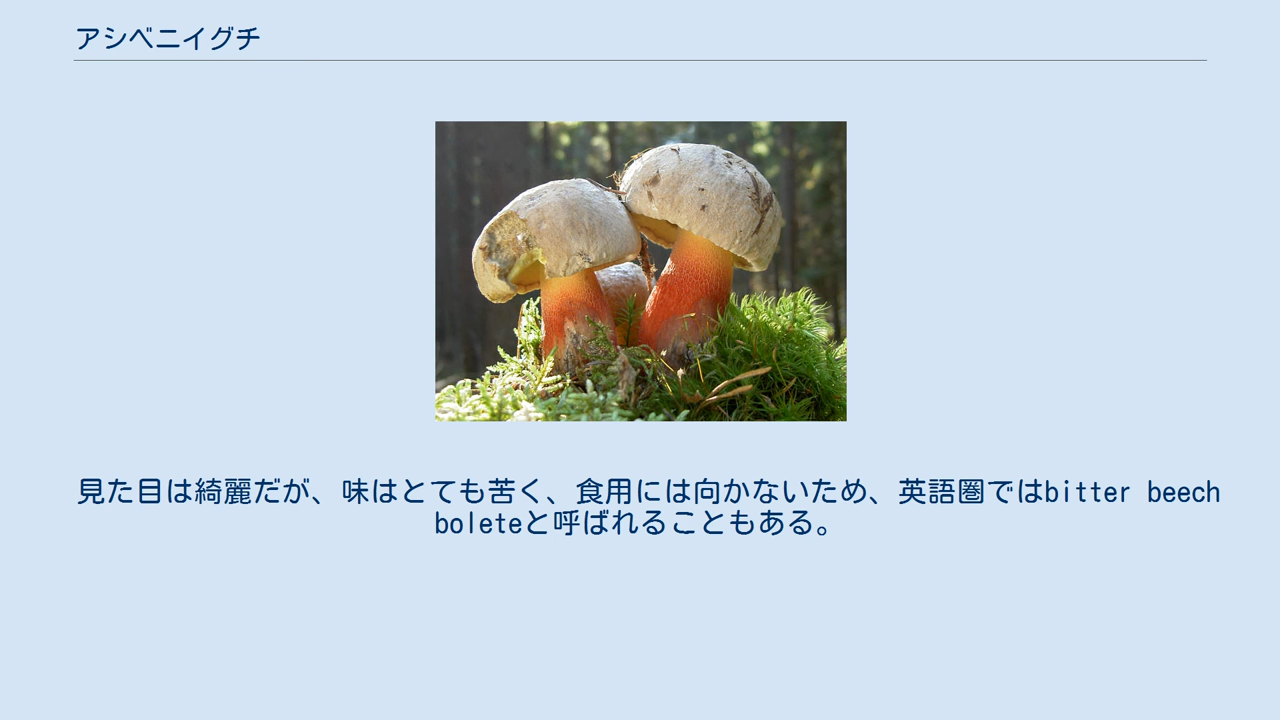 アシベニイグチ
見た目は綺麗だが、味はとても苦く、食用には向かないため、英語圏ではbitter beech
boleteと呼ばれることもある。